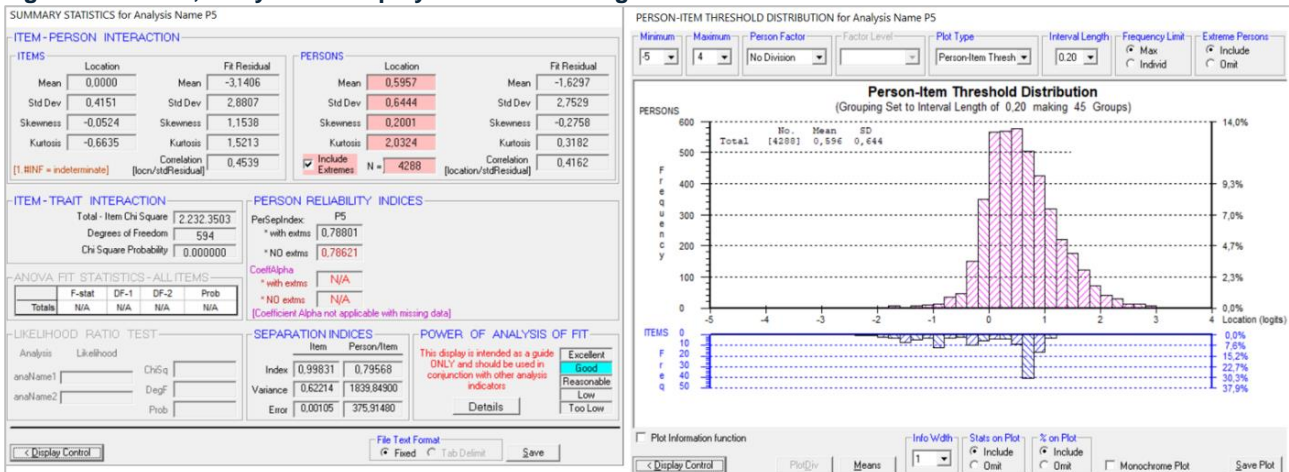 SUMMARY STATISTICS for Analysis Name P5
ITEM-PERSON INTERACTION
ITEMS
Location Fit Residual
Mean 0,0000 Mean -3,1406
Std Dev 0,4151 Std Dev 2,8807
Skewness -0,0524 Skewness 1,1538
Kurtosis -0,6635 Kurtosis 1,5213
[1.#INF = indeterminate] Correlation [locn/stdResidual] 0,4539
PERSONS
Location Fit Residual
Mean 0,5957 Mean -1,6297
Std Dev 0,6444 Std Dev 2,7529
Skewness 0,2001 Skewness -0,2758
Kurtosis 2,0324 Kurtosis 0,3182
Include Extremes N = 4288 Correlation [location/stdResidual] 0,4162
ITEM-TRAIT INTERACTION
Total - Item Chi Square 2.232.3503
Degrees of Freedom 594
Chi Square Probability 0.000000
ANOVA FIT STATISTICS - ALL ITEMS
F-stat DF-1 DF-2 Prob
Totals N/A N/A N/A N/A
PERSON RELIABILITY INDICES
PerSepIndex: P5
* with extms 0,78801
* NO extms 0,78621
CoeffAlpha
* with extms N/A
* NO extms N/A
[Coefficient Alpha not applicable with missing data]
LIKELIHOOD RATIO TEST
Analysis Likelihood
anaName1 ChiSq
anaName2 DegF
Prob
SEPARATION INDICES
Item Person/Item
Index 0,99831 0,79568
Variance 0,62214 1839,84900
Error 0,00105 375,91480
POWER OF ANALYSIS OF FIT
This display is intended as a guide
ONLY and should be used in
conjunction with other analysis
indicators
Excellent
Good
Reasonable
Low
Too Low
Details
< Display Control
File Text Format
Fixed Tab Delimit
Save
PERSON-ITEM THRESHOLD DISTRIBUTION for Analysis Name P5
Minimum Maximum Person Factor Factor Level Plot Type Interval Length Frequency Limit Extreme Persons
-5 4 No Division Person-Item Thresh 0.20 Max Include
Individ Omit
Person-Item Threshold Distribution
(Grouping Set to Interval Length of 0,20 making 45 Groups)
PERSONS
No. Mean SD
Total [4288] 0,596 0,644
Frequency
600 500 400 300 200 100 0
14,0% 9,3% 7,0% 4,7% 2,3% 0,0%
-5 -4 -3 -2 -1 0 1 2 3 4 Location (logits)
ITEMS
Freq
0 10 20 30 40 50
0,0% 7,6% 15,2% 22,7% 30,3% 37,9%
Plot Information function
Info Wdth
1
Stats on Plot
Include
Omit
% on Plot
Include
Omit
< Display Control
PlotDiv
Means
Monochrome Plot
Save Plot